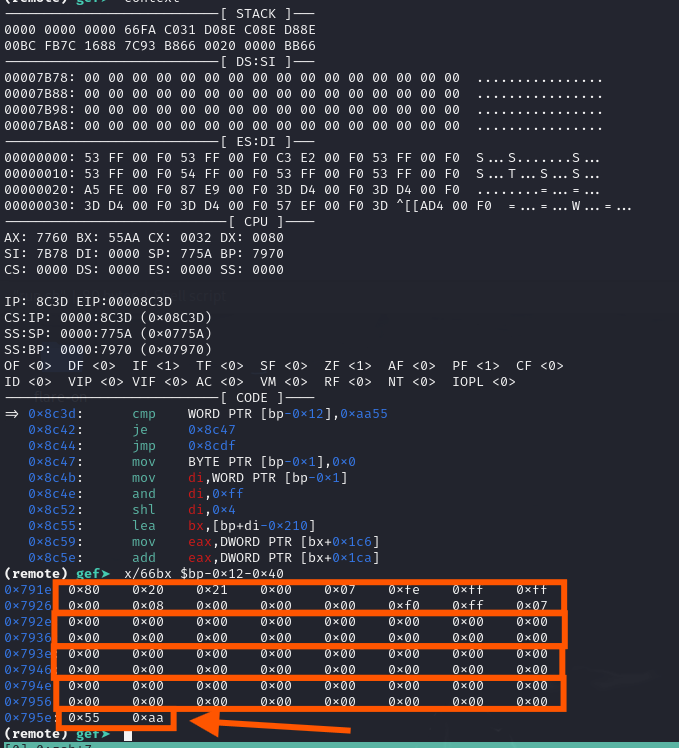 (remote) gef➤ context
[ STACK ]
0000 0000 0000 66FA C031 D08E C08E D88E
00BC FB7C 1688 7C93 B866 0020 0000 BB66
[ DS:SI ]
00007B78: 00 00 00 00 00 00 00 00 00 00 00 00 00 00 00 00 ................
00007B88: 00 00 00 00 00 00 00 00 00 00 00 00 00 00 00 00 ................
00007B98: 00 00 00 00 00 00 00 00 00 00 00 00 00 00 00 00 ................
00007BA8: 00 00 00 00 00 00 00 00 00 00 00 00 00 00 00 00 ................
[ ES:DI ]
00000000: 53 FF 00 F0 53 FF 00 F0 C3 E2 00 F0 53 FF 00 F0 S...S.......S...
00000010: 53 FF 00 F0 54 FF 00 F0 53 FF 00 F0 53 FF 00 F0 S...T...S...S...
00000020: A5 FE 00 F0 87 E9 00 F0 3D D4 00 F0 3D D4 00 F0 ........=...=...
00000030: 3D D4 00 F0 3D D4 00 F0 57 EF 00 F0 3D ^[[AD4 00 F0 =...=...W...=...
[ CPU ]
AX: 7760 BX: 55AA CX: 0032 DX: 0080
SI: 7B78 DI: 0000 SP: 775A BP: 7970
CS: 0000 DS: 0000 ES: 0000 SS: 0000
IP: 8C3D EIP:00008C3D
CS:IP: 0000:8C3D (0×08C3D)
SS:SP: 0000:775A (0×0775A)
SS:BP: 0000:7970 (0×07970)
OF <0> DF <0> IF <1> TF <0> SF <0> ZF <1> AF <0> PF <1> CF <0>
ID <0> VIP <0> VIF <0> AC <0> VM <0> RF <0> NT <0> IOPL <0>
[ CODE ]
=> 0×8c3d: cmp WORD PTR [bp-0×12],0×aa55
0×8c42: je 0×8c47
0×8c44: jmp 0×8cdf
0×8c47: mov BYTE PTR [bp-0×1],0×0
0×8c4b: mov di,WORD PTR [bp-0×1]
0×8c4e: and di,0×ff
0×8c52: shl di,0×4
0×8c55: lea bx,[bp+di-0×210]
0×8c59: mov eax,DWORD PTR [bx+0×1c6]
0×8c5e: add eax,DWORD PTR [bx+0×1ca]
(remote) gef➤ x/66bx $bp-0×12-0×40
0×791e: 0×80 0×20 0×21 0×00 0×07 0×fe 0×ff 0×ff
0×7926: 0×00 0×08 0×00 0×00 0×00 0×f0 0×ff 0×07
0×792e: 0×00 0×00 0×00 0×00 0×00 0×00 0×00 0×00
0×7936: 0×00 0×00 0×00 0×00 0×00 0×00 0×00 0×00
0×793e: 0×00 0×00 0×00 0×00 0×00 0×00 0×00 0×00
0×7946: 0×00 0×00 0×00 0×00 0×00 0×00 0×00 0×00
0×794e: 0×00 0×00 0×00 0×00 0×00 0×00 0×00 0×00
0×7956: 0×00 0×00 0×00 0×00 0×00 0×00 0×00 0×00
0×795e: 0×55 0×aa
(remote) gef➤